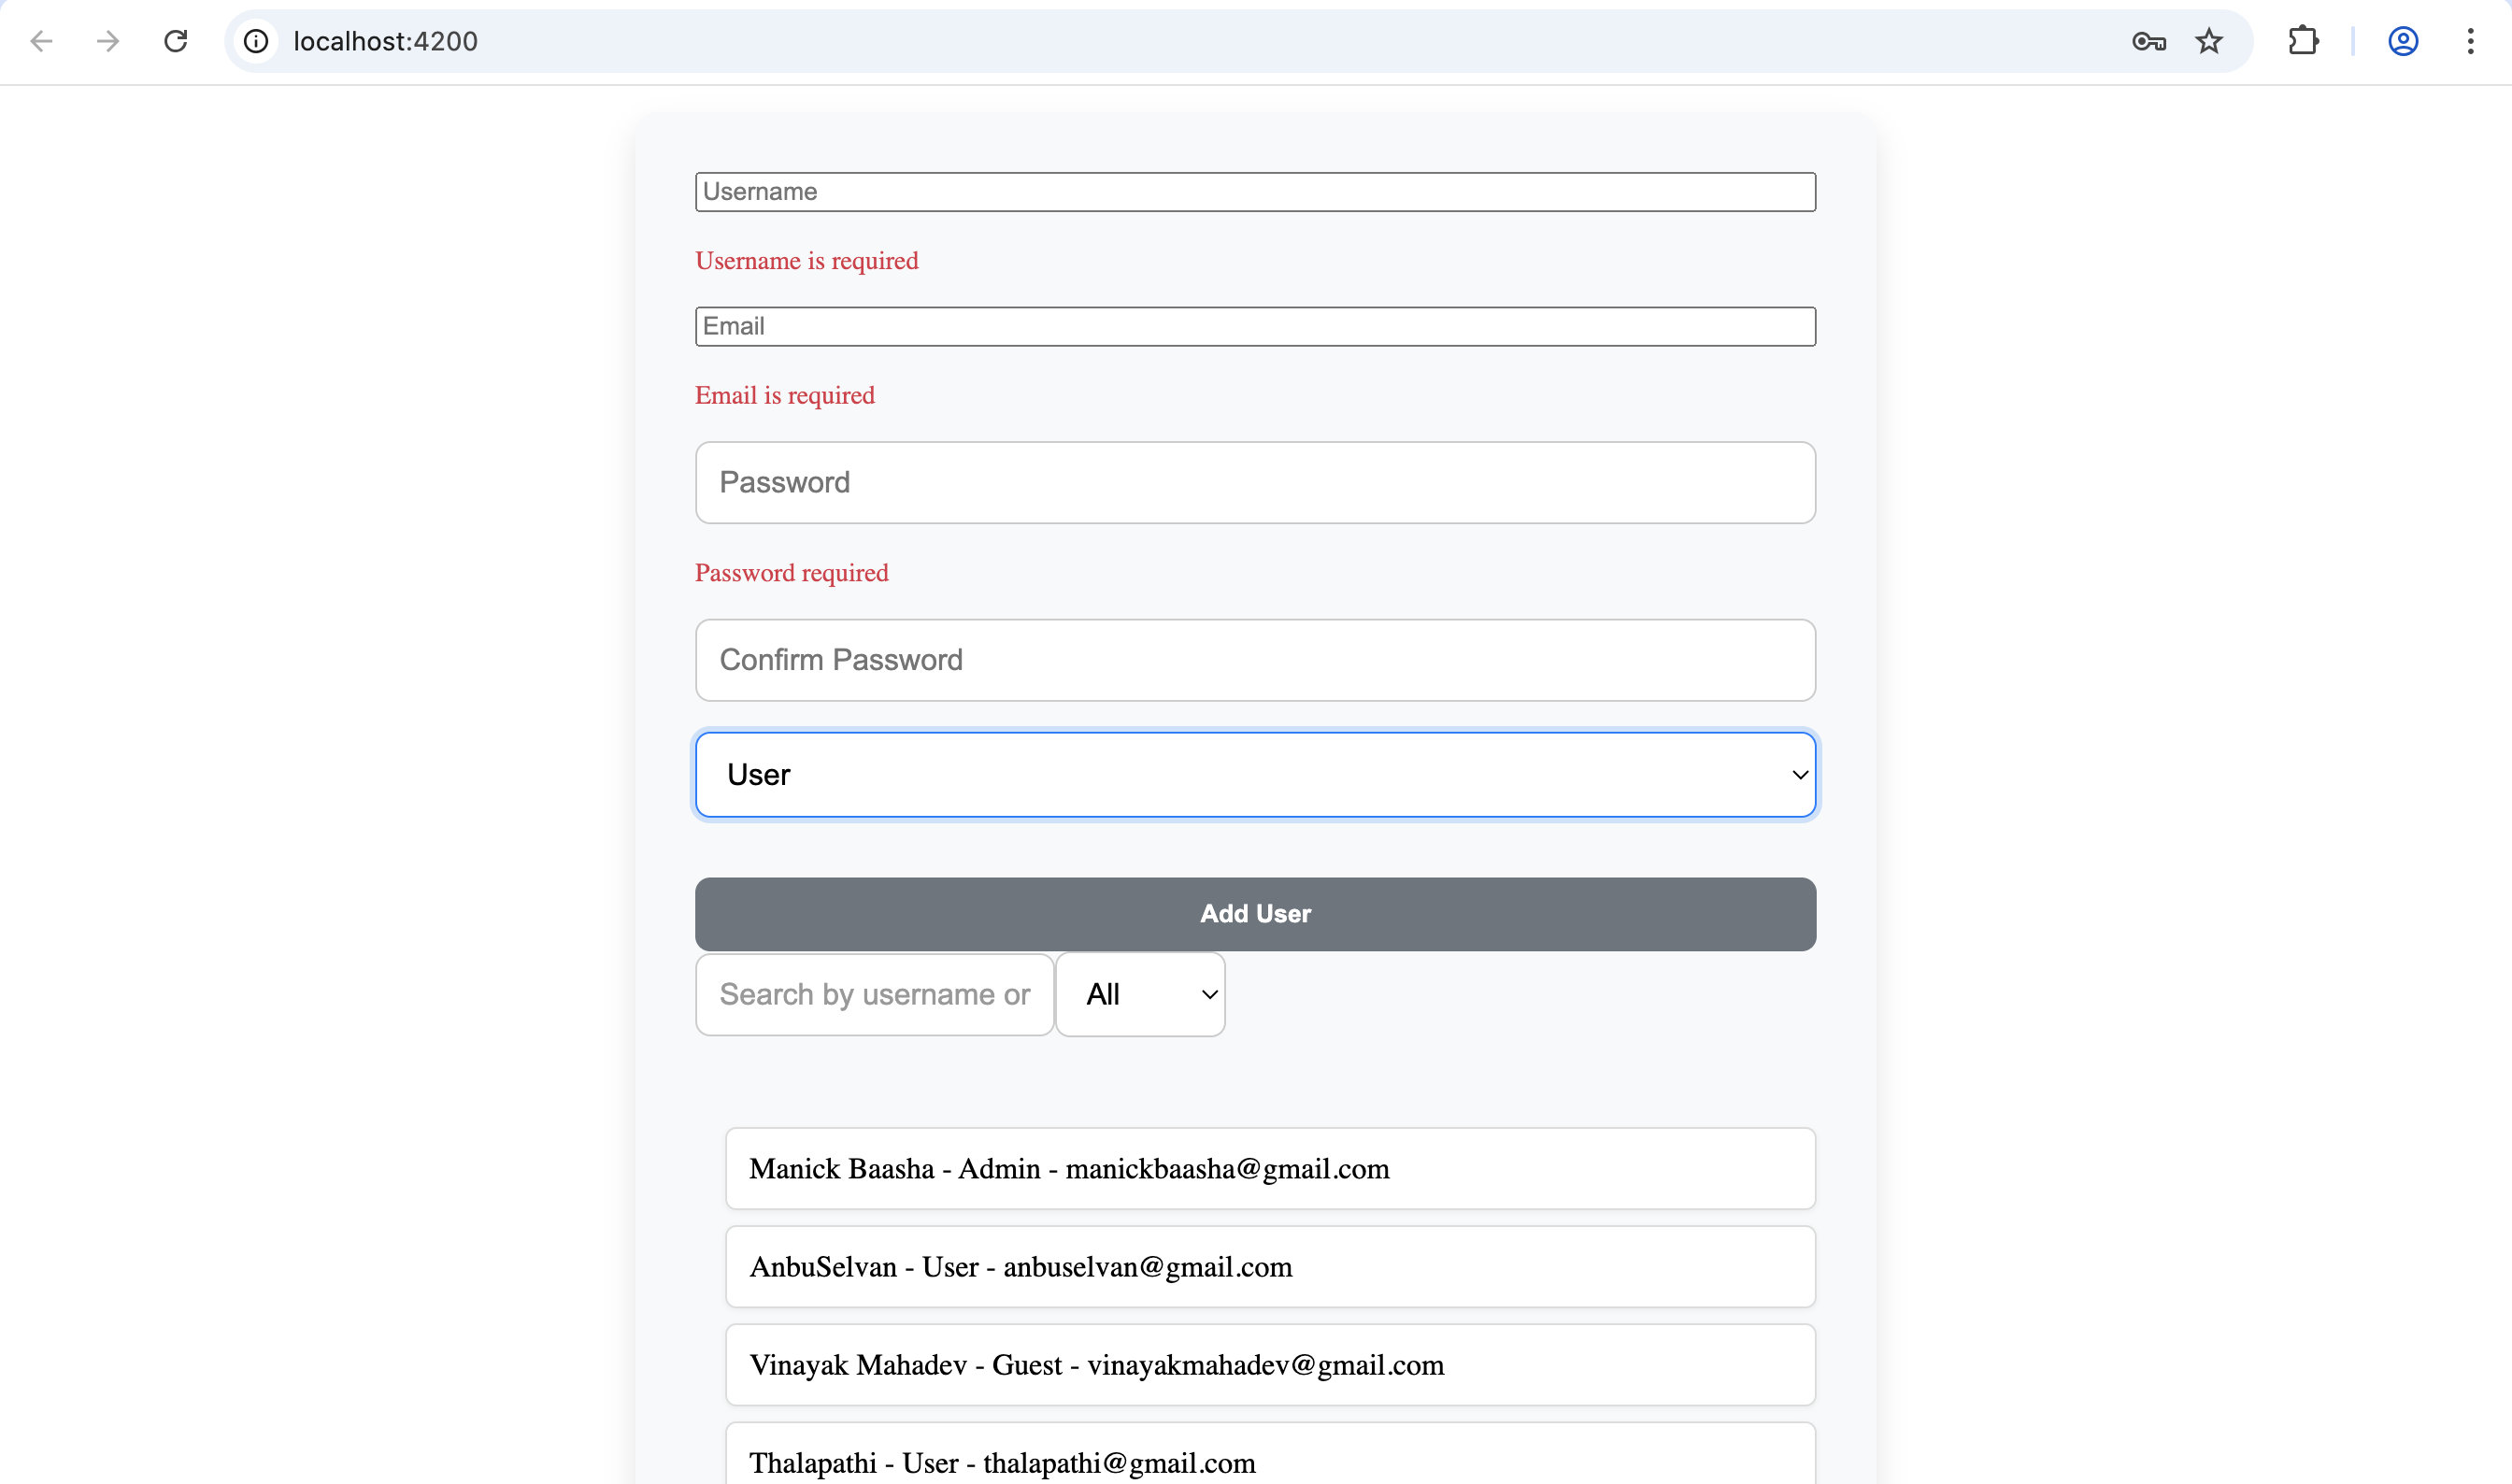 localhost:4200
Username
Username is required
Email
Email is required
Password
Password required
Confirm Password
User
Add User
Search by username or
All
Manick Baasha - Admin - manickbaasha@gmail.com
AnbuSelvan - User - anbuselvan@gmail.com
Vinayak Mahadev - Guest - vinayakmahadev@gmail.com
Thalapathi - User - thalapathi@gmail.com